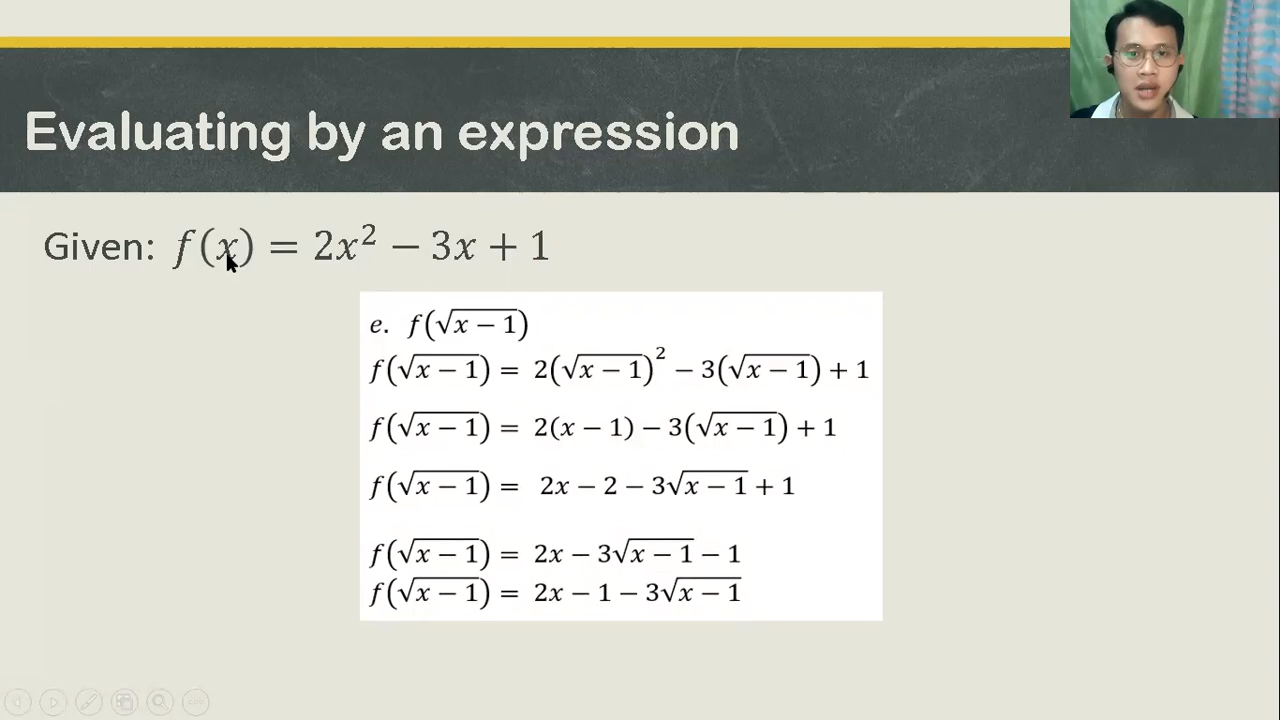 Evaluating by an expression
Given: f(x) = 2x² − 3x + 1
e. f(√(x − 1))
f(√(x − 1)) = 2(√(x − 1))² − 3(√(x − 1)) + 1
f(√(x − 1)) = 2(x − 1) − 3(√(x − 1)) + 1
f(√(x − 1)) = 2x − 2 − 3√(x − 1) + 1
f(√(x − 1)) = 2x − 3√(x − 1) − 1
f(√(x − 1)) = 2x − 1 − 3√(x − 1)